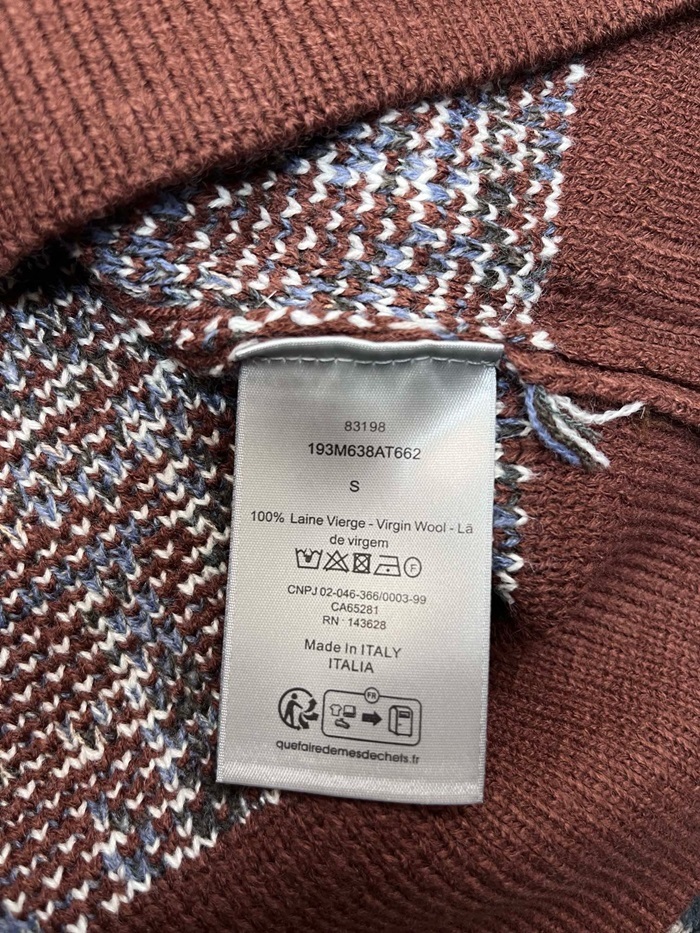 83198
193M638AT662
S
100% Laine Vierge - Virgin Wool - Lã
de virgem
F
CNPJ 02-046-366/0003-99
CA65281
RN 143628
Made In ITALY
ITALIA
FR
quefairedemesdechets.fr